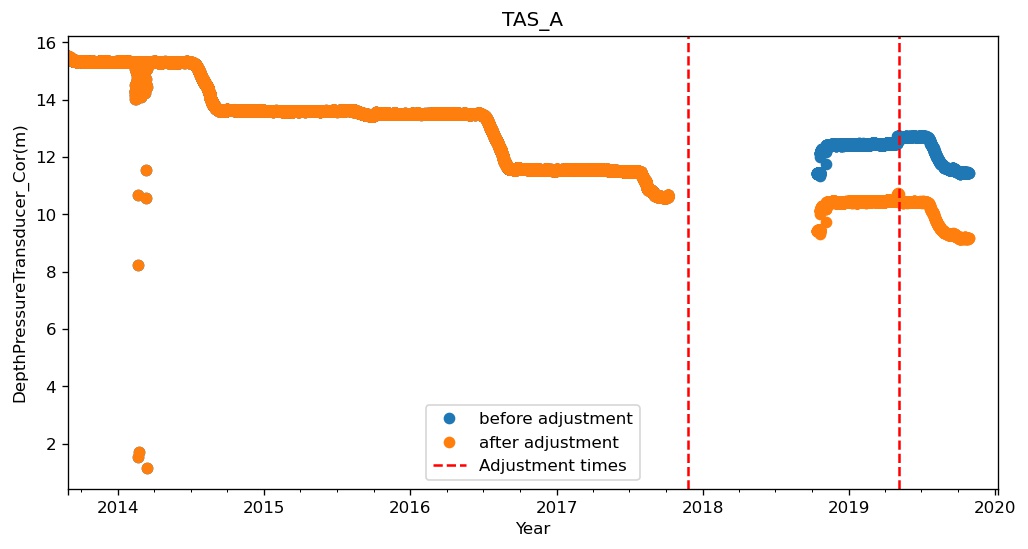 TAS_A
DepthPressureTransducer_Cor(m)
16
14
12
10
8
6
4
2
before adjustment
after adjustment
Adjustment times
2014 2015 2016 2017 2018 2019 2020
Year